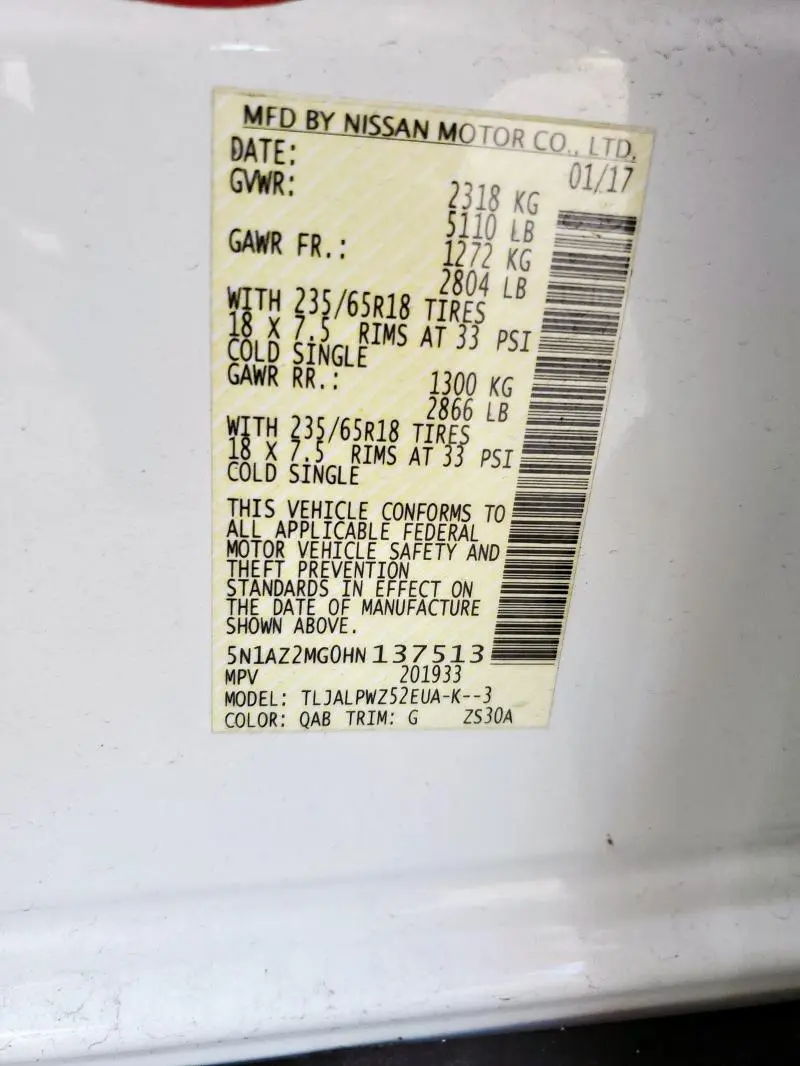 MFD BY NISSAN MOTOR CO., LTD.
DATE: 01/17
GVWR: 2318 KG
5110 LB
GAWR FR.: 1272 KG
2804 LB
WITH 235/65R18 TIRES
18 X 7.5 RIMS AT 33 PSI
COLD SINGLE
GAWR RR.: 1300 KG
2866 LB
WITH 235/65R18 TIRES
18 X 7.5 RIMS AT 33 PSI
COLD SINGLE
THIS VEHICLE CONFORMS TO
ALL APPLICABLE FEDERAL
MOTOR VEHICLE SAFETY AND
THEFT PREVENTION
STANDARDS IN EFFECT ON
THE DATE OF MANUFACTURE
SHOWN ABOVE.
5N1AZ2MG0HN137513
MPV 201933
MODEL: TLJALPWZ52EUA-K--3
COLOR: QAB TRIM: G ZS30A